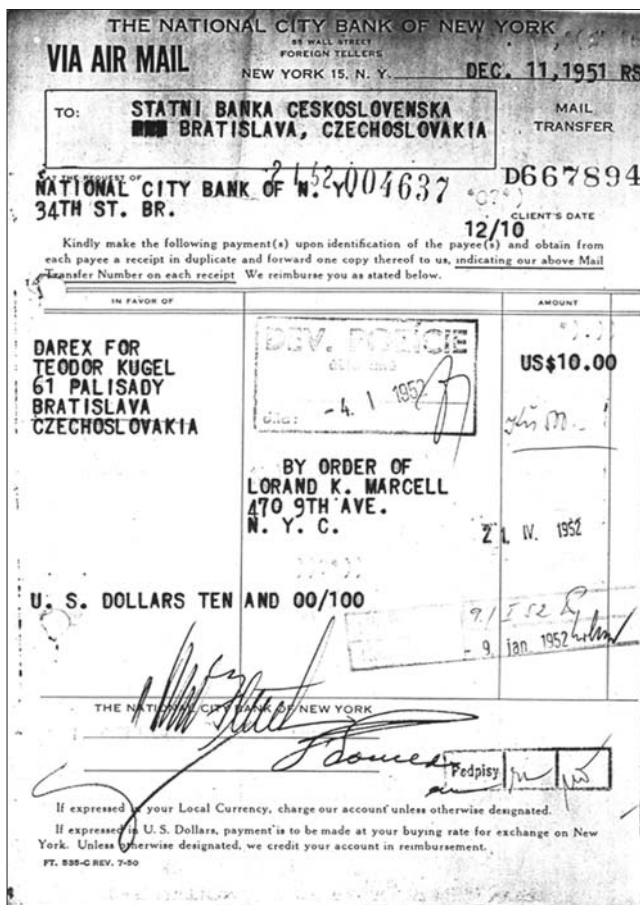 THE NATIONAL CITY BANK OF NEW YORK
55 WALL STREET
FOREIGN TELLERS
VIA AIR MAIL
NEW YORK 15, N. Y. DEC. 11, 1951 RS
TO: STATNI BANKA CESKOSLOVENSKA
BRATISLAVA, CZECHOSLOVAKIA
MAIL
TRANSFER
AT THE REQUEST OF
NATIONAL CITY BANK OF N. Y. 004637
34TH ST. BR.
D667894
CLIENT'S DATE
12/10
Kindly make the following payment(s) upon identification of the payee(s) and obtain from
each payee a receipt in duplicate and forward one copy thereof to us, indicating our above Mail
Transfer Number on each receipt We reimburse you as stated below.
IN FAVOR OF
AMOUNT
DAREX FOR
TEODOR KUGEL
61 PALISADY
BRATISLAVA
CZECHOSLOVAKIA
DEV. POZICIE
dňa: -4. 1 1952
US$10.00
BY ORDER OF
LORAND K. MARCELL
470 9TH AVE.
N. Y. C.
21. IV. 1952
U. S. DOLLARS TEN AND 00/100
9/I 52
- 9. jan 1952
THE NATIONAL CITY BANK OF NEW YORK
Podpisy
If expressed in your Local Currency, charge our account unless otherwise designated.
If expressed in U. S. Dollars, payment is to be made at your buying rate for exchange on New
York. Unless otherwise designated, we credit your account in reimbursement.
FT. 535-C REV. 7-50